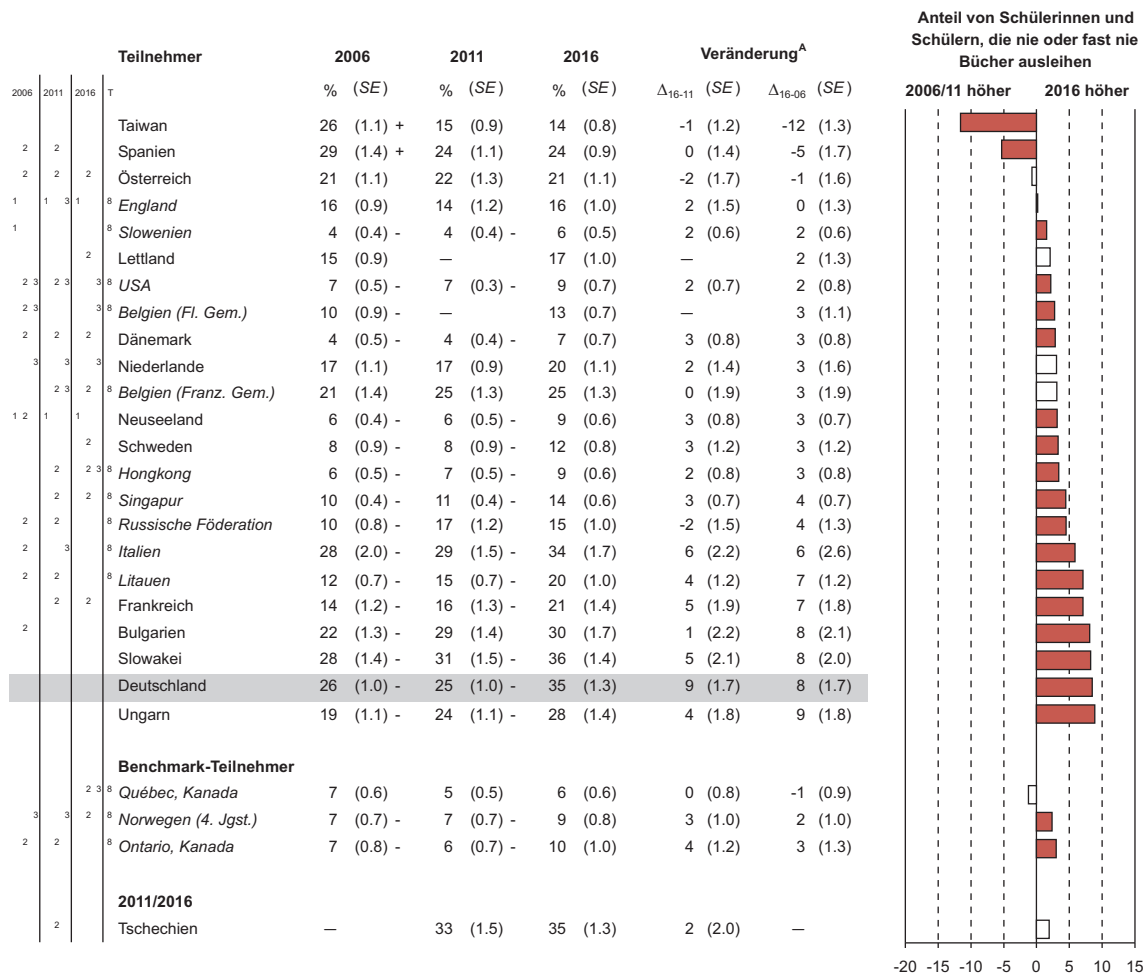 Anteil von Schülerinnen und
Schülern, die nie oder fast nie
Bücher ausleihen
Teilnehmer 2006 2011 2016 Veränderung^A
2006 2011 2016 T % (SE) % (SE) % (SE) Δ16-11 (SE) Δ16-06 (SE) 2006/11 höher 2016 höher
Taiwan 26 (1.1) + 15 (0.9) 14 (0.8) -1 (1.2) -12 (1.3)
2 2 Spanien 29 (1.4) + 24 (1.1) 24 (0.9) 0 (1.4) -5 (1.7)
2 2 2 Österreich 21 (1.1) 22 (1.3) 21 (1.1) -2 (1.7) -1 (1.6)
1 1 3 1 8 England 16 (0.9) 14 (1.2) 16 (1.0) 2 (1.5) 0 (1.3)
1 8 Slowenien 4 (0.4) - 4 (0.4) - 6 (0.5) 2 (0.6) 2 (0.6)
2 Lettland 15 (0.9) — 17 (1.0) — 2 (1.3)
2 3 2 3 3 8 USA 7 (0.5) - 7 (0.3) - 9 (0.7) 2 (0.7) 2 (0.8)
2 3 3 8 Belgien (Fl. Gem.) 10 (0.9) - — 13 (0.7) — 3 (1.1)
2 2 2 Dänemark 4 (0.5) - 4 (0.4) - 7 (0.7) 3 (0.8) 3 (0.8)
3 3 3 Niederlande 17 (1.1) 17 (0.9) 20 (1.1) 2 (1.4) 3 (1.6)
2 3 2 8 Belgien (Franz. Gem.) 21 (1.4) 25 (1.3) 25 (1.3) 0 (1.9) 3 (1.9)
1 2 1 1 Neuseeland 6 (0.4) - 6 (0.5) - 9 (0.6) 3 (0.8) 3 (0.7)
2 Schweden 8 (0.9) - 8 (0.9) - 12 (0.8) 3 (1.2) 3 (1.2)
2 2 3 8 Hongkong 6 (0.5) - 7 (0.5) - 9 (0.6) 2 (0.8) 3 (0.8)
2 2 8 Singapur 10 (0.4) - 11 (0.4) - 14 (0.6) 3 (0.7) 4 (0.7)
2 2 8 Russische Föderation 10 (0.8) - 17 (1.2) 15 (1.0) -2 (1.5) 4 (1.3)
2 3 8 Italien 28 (2.0) - 29 (1.5) - 34 (1.7) 6 (2.2) 6 (2.6)
2 2 8 Litauen 12 (0.7) - 15 (0.7) - 20 (1.0) 4 (1.2) 7 (1.2)
2 2 Frankreich 14 (1.2) - 16 (1.3) - 21 (1.4) 5 (1.9) 7 (1.8)
2 Bulgarien 22 (1.3) - 29 (1.4) 30 (1.7) 1 (2.2) 8 (2.1)
Slowakei 28 (1.4) - 31 (1.5) - 36 (1.4) 5 (2.1) 8 (2.0)
Deutschland 26 (1.0) - 25 (1.0) - 35 (1.3) 9 (1.7) 8 (1.7)
Ungarn 19 (1.1) - 24 (1.1) - 28 (1.4) 4 (1.8) 9 (1.8)
Benchmark-Teilnehmer
2 3 8 Québec, Kanada 7 (0.6) 5 (0.5) 6 (0.6) 0 (0.8) -1 (0.9)
3 3 2 8 Norwegen (4. Jgst.) 7 (0.7) - 7 (0.7) - 9 (0.8) 3 (1.0) 2 (1.0)
2 2 8 Ontario, Kanada 7 (0.8) - 6 (0.7) - 10 (1.0) 4 (1.2) 3 (1.3)
2011/2016
2 Tschechien — 33 (1.5) 35 (1.3) 2 (2.0) —
-20 -15 -10 -5 0 5 10 15